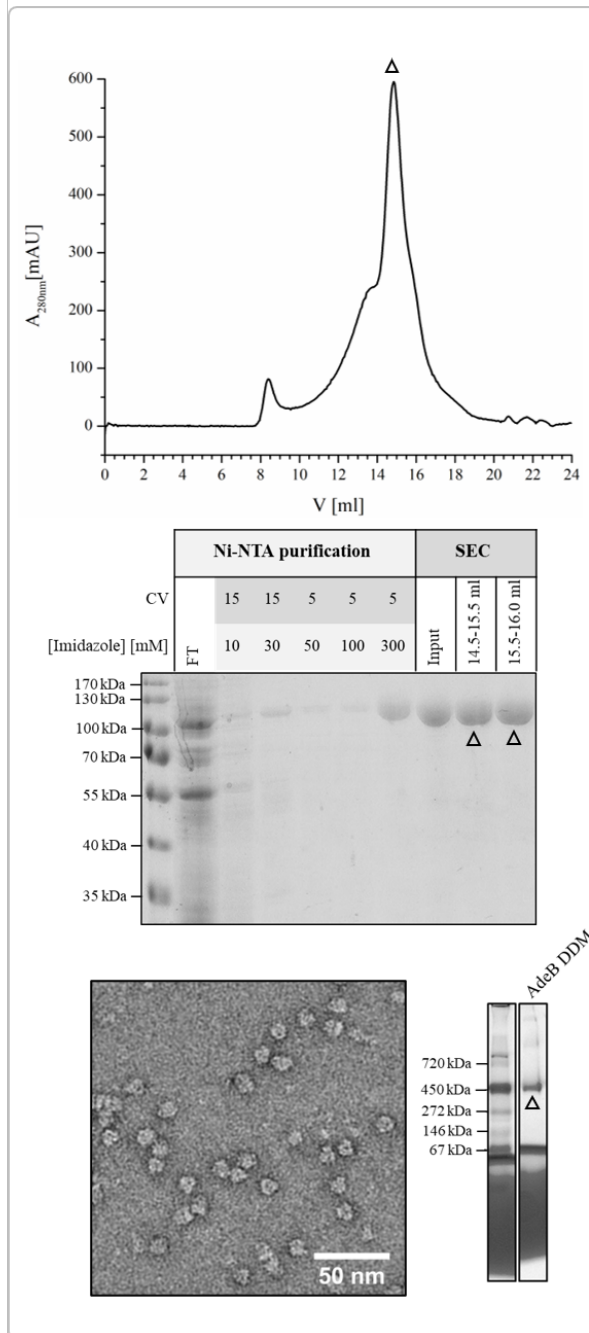 △
600
500
400
300
200
100
0
A280nm[mAU]
0 2 4 6 8 10 12 14 16 18 20 22 24
V [ml]
Ni-NTA purification SEC
CV 15 15 5 5 5
[Imidazole] [mM] FT 10 30 50 100 300 Input 14.5-15.5 ml 15.5-16.0 ml
170 kDa
130 kDa
100 kDa
70 kDa
55 kDa
40 kDa
35 kDa
△ △
50 nm
AdeB DDM
720 kDa
450 kDa
272 kDa
146 kDa
67 kDa
△